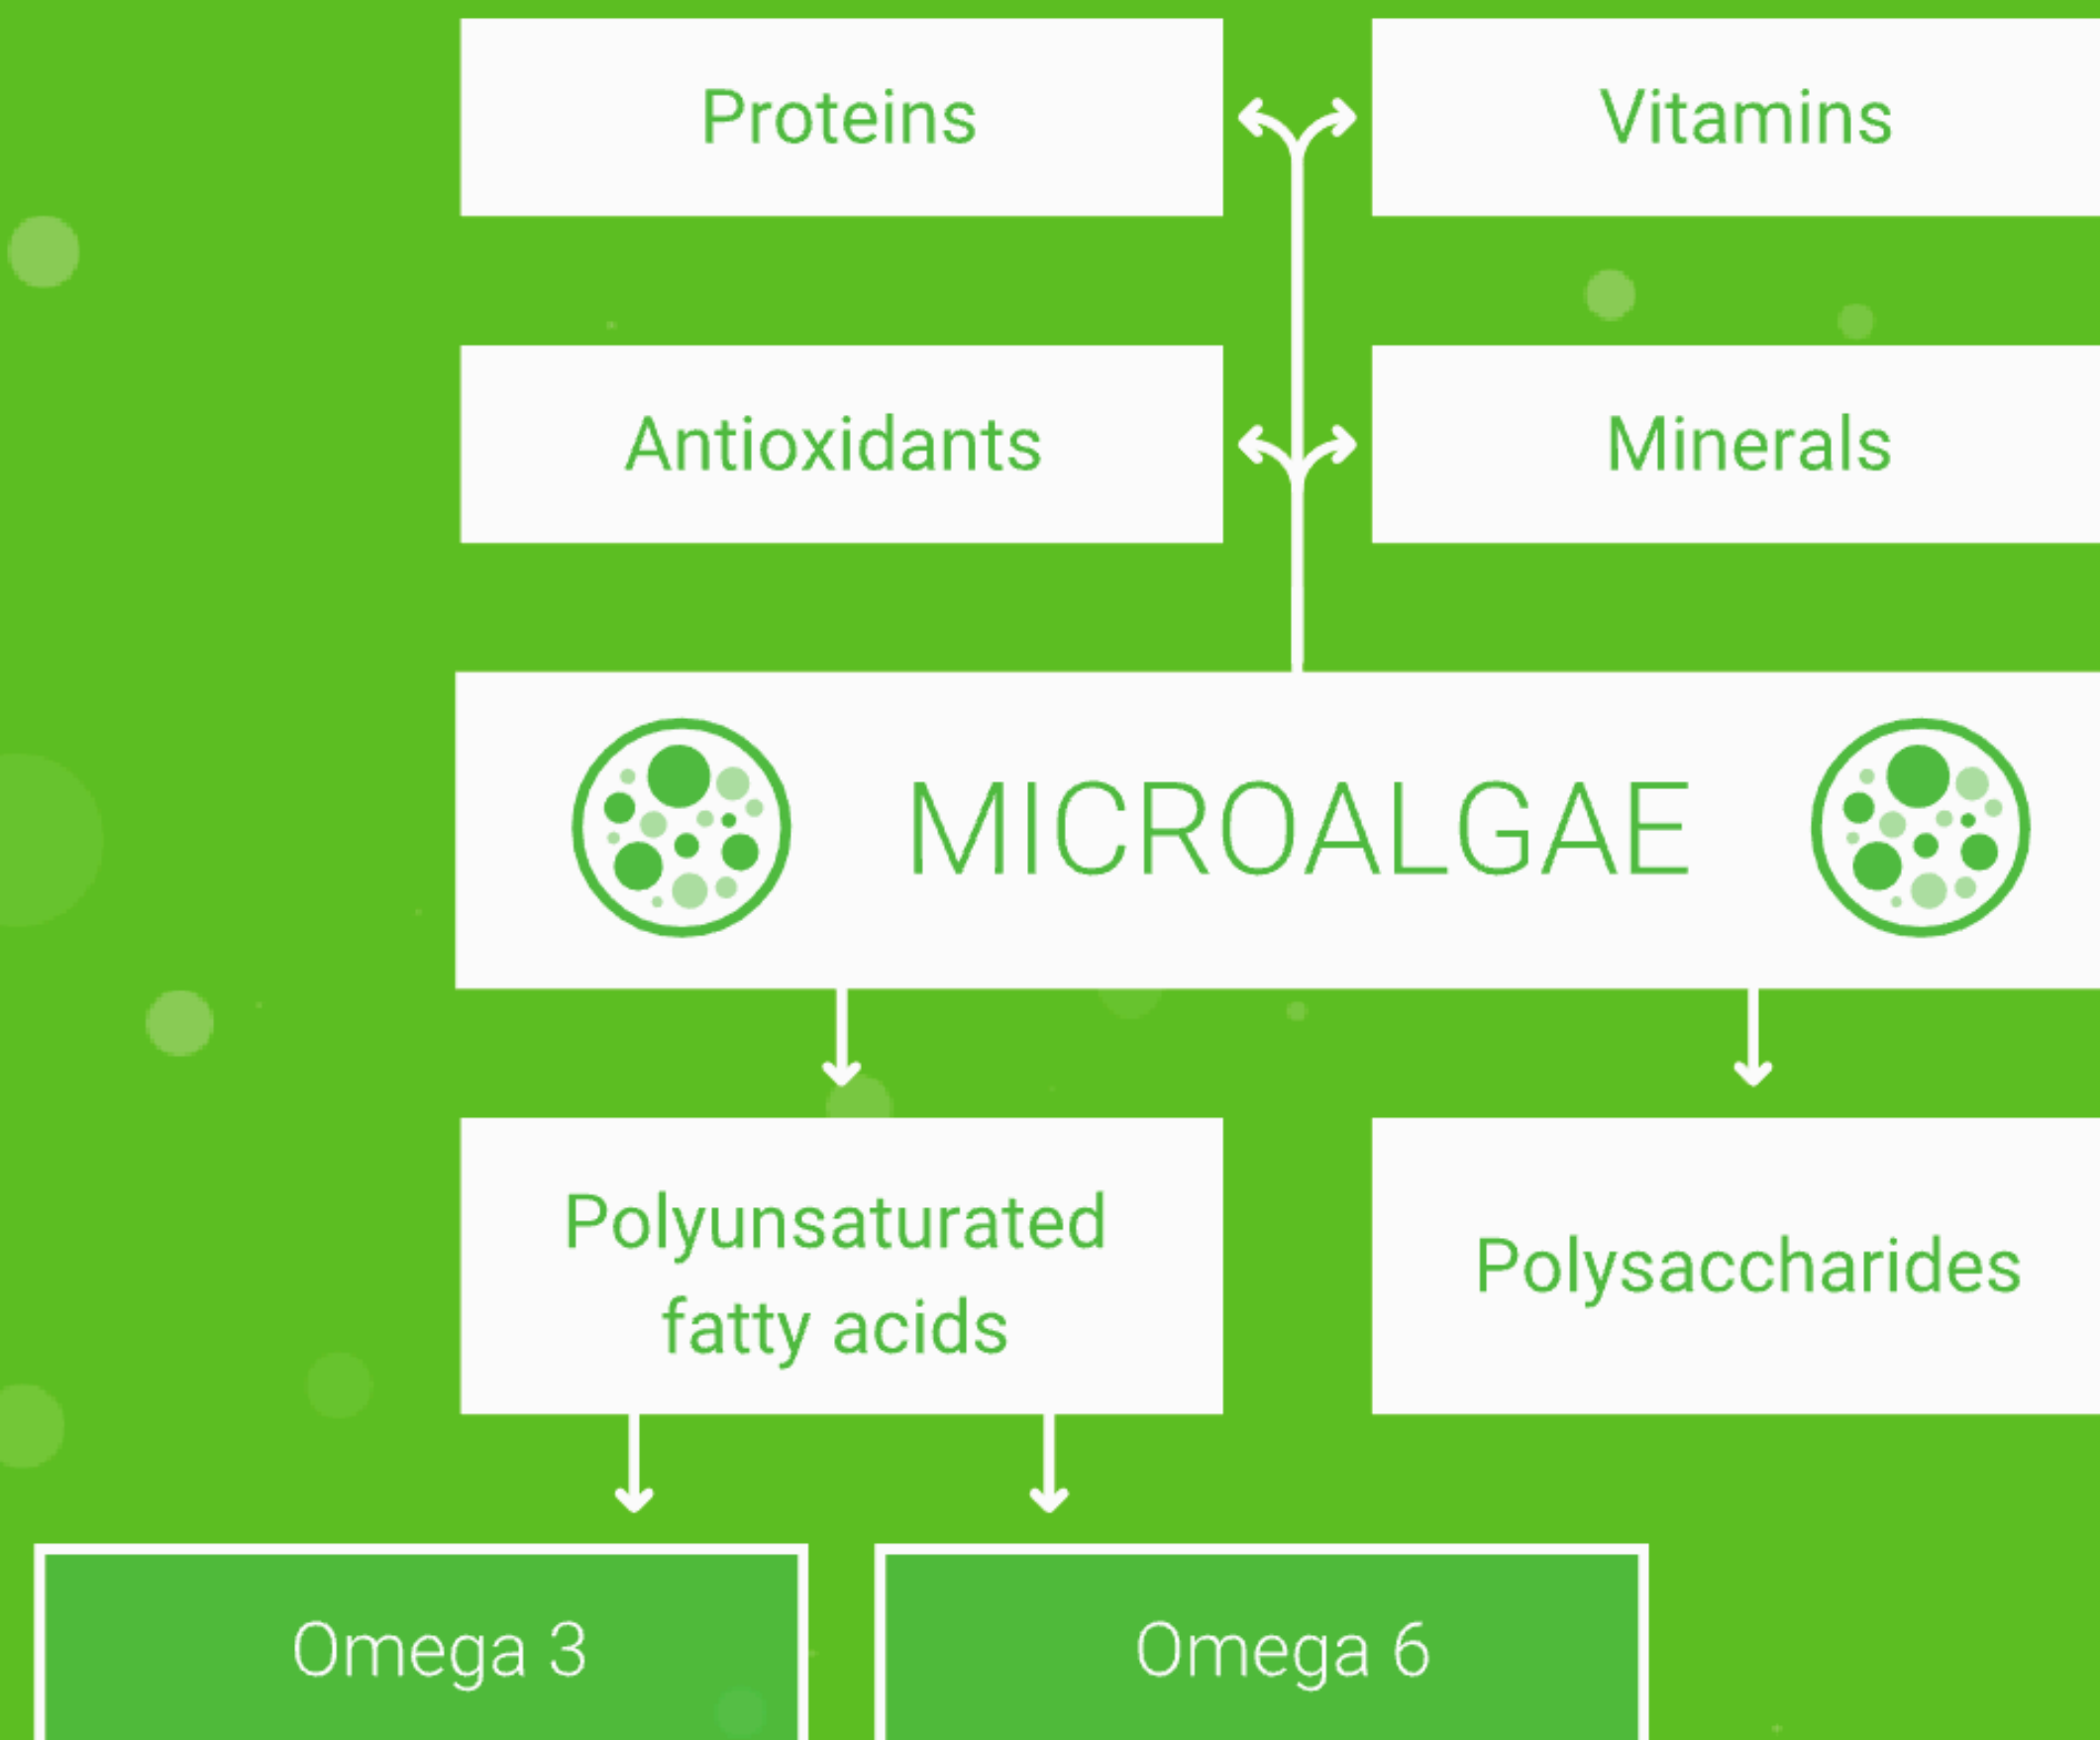 Proteins
Vitamins
Antioxidants
Minerals
MICROALGAE
Polyunsaturated
fatty acids
Polysaccharides
Omega 3
Omega 6